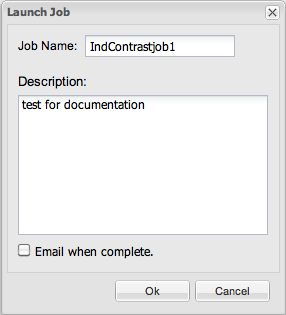 Launch Job
Job Name: IndContrastjob1
Description:
test for documentation
Email when complete.
Ok Cancel